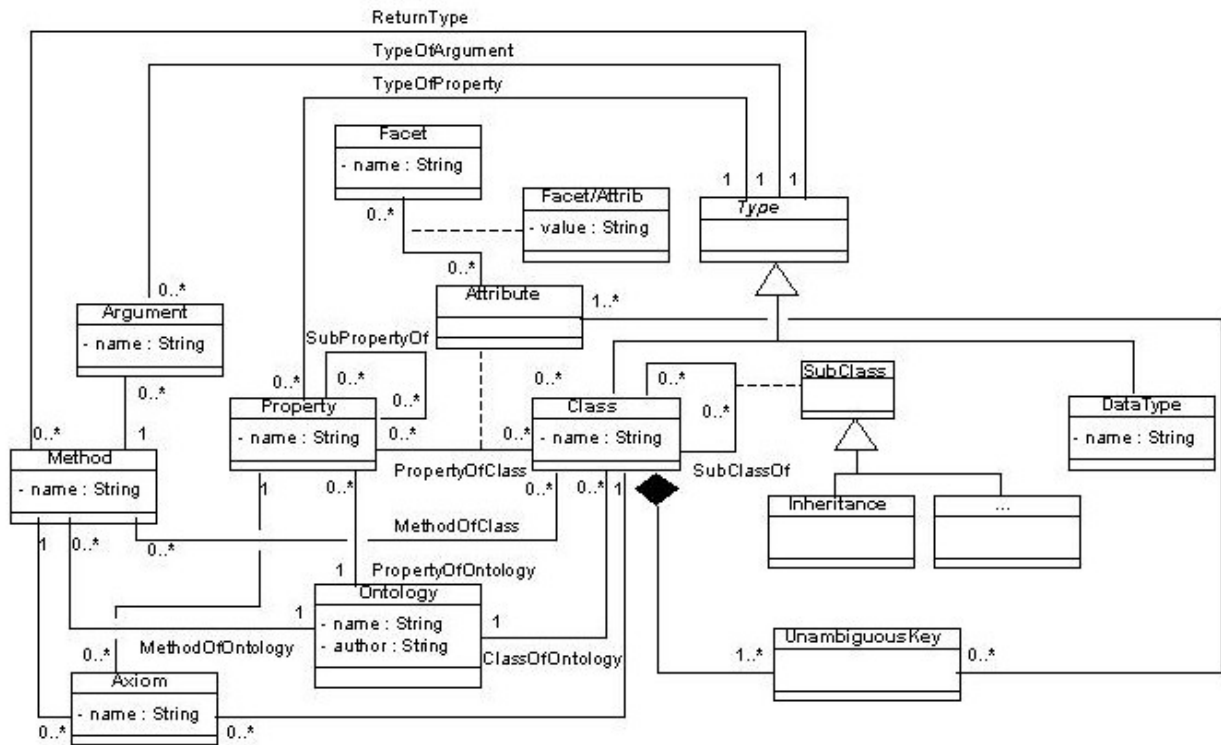 ReturnType
TypeOfArgument
TypeOfProperty
Facet
- name : String
Facet/Attrib
- value : String
1 1 1
Type
0..*
0..*
0..*
Attribute
1..*
Argument
- name : String
SubPropertyOf
SubClass
0..*
0..*
0..*
0..*
0..*
0..*
0..*
Property
- name : String
Class
- name : String
DataType
- name : String
0..*
1
0..*
0..*
Method
- name : String
PropertyOfClass
SubClassOf
1
0..*
0..*
0..*
1
Inheritance
...
1
0..*
0..*
MethodOfClass
1
PropertyOfOntology
Ontology
- name : String
- author : String
1
1
MethodOfOntology
ClassOfOntology
UnambiguousKey
1..*
0..*
0..*
Axiom
- name : String
0..*
0..*